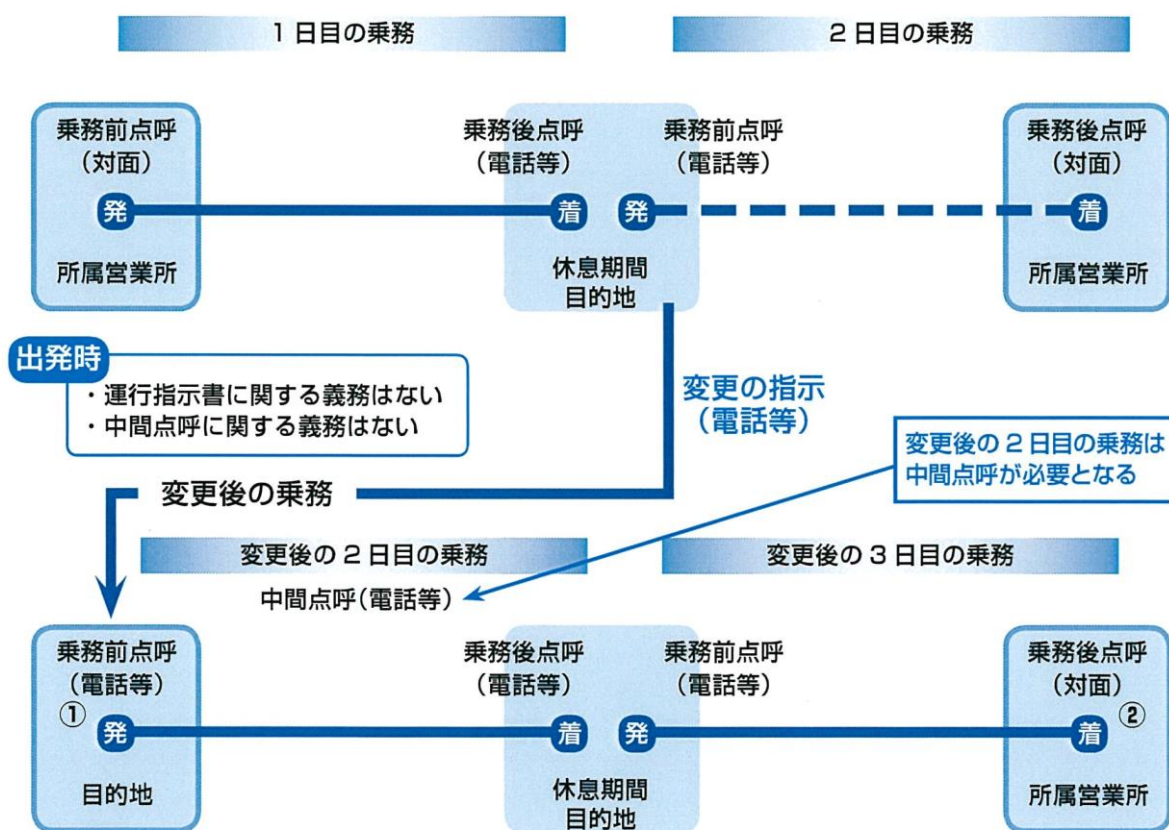 1日目の乗務
2日目の乗務
乗務前点呼
(対面)
発
所属営業所
乗務後点呼
(電話等)
着
乗務前点呼
(電話等)
発
休息期間
目的地
乗務後点呼
(対面)
着
所属営業所
出発時
・運行指示書に関する義務はない
・中間点呼に関する義務はない
変更の指示
(電話等)
変更後の2日目の乗務は
中間点呼が必要となる
変更後の乗務
変更後の2日目の乗務
変更後の3日目の乗務
中間点呼(電話等)
乗務前点呼
(電話等)
①
発
目的地
乗務後点呼
(電話等)
着
乗務前点呼
(電話等)
発
休息期間
目的地
乗務後点呼
(対面)
②
着
所属営業所